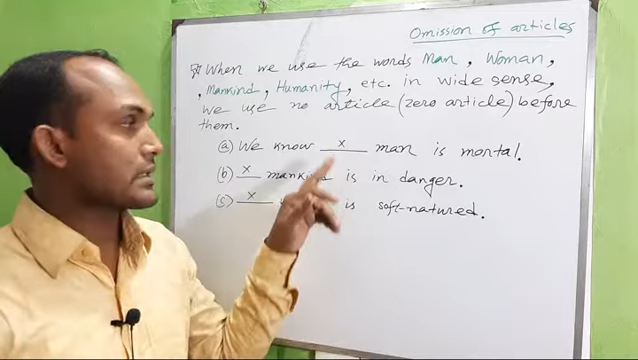 Omission of articles
When we use the words Man, Woman,
, Mankind, Humanity, etc. in wide sense,
we use no article (zero article) before
them.
(a) We know x man is mortal.
(b) x mankind is in danger.
(c) x is soft-natured.